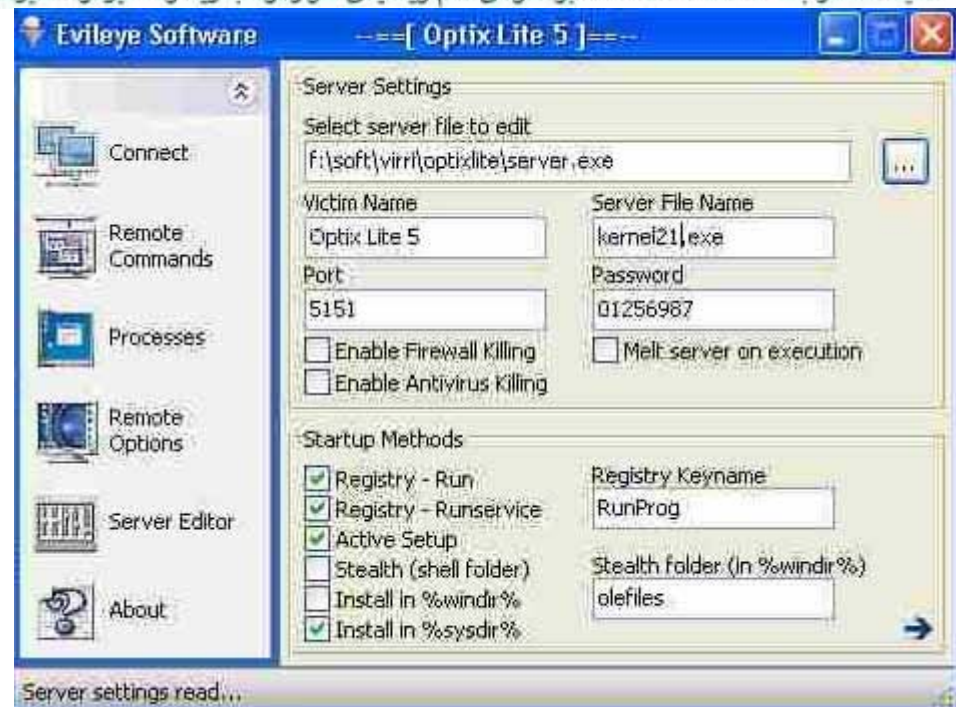 Evileye Software --==[ Optix Lite 5 ]==--
Connect
Remote Commands
Processes
Remote Options
Server Editor
About
Server Settings
Select server file to edit
f:\soft\virri\optixlite\server.exe
...
Victim Name
Server File Name
Optix Lite 5
kernel21.exe
Port
Password
5151
01256987
Enable Firewall Killing
Melt server on execution
Enable Antivirus Killing
Startup Methods
Registry - Run
Registry Keyname
Registry - Runservice
RunProg
Active Setup
Stealth (shell folder)
Stealth folder (in %windir%)
Install in %windir%
olefiles
Install in %sysdir%
Server settings read...